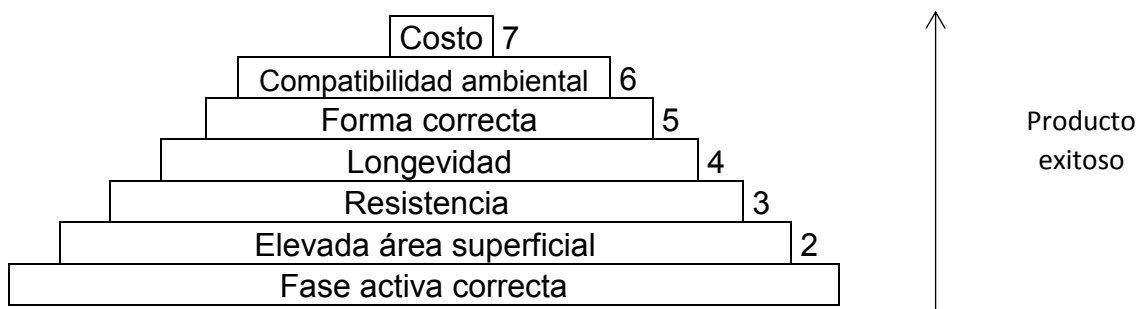 Costo 7
Compatibilidad ambiental 6
Forma correcta 5
Longevidad 4
Resistencia 3
Elevada área superficial 2
Fase activa correcta
Producto
exitoso